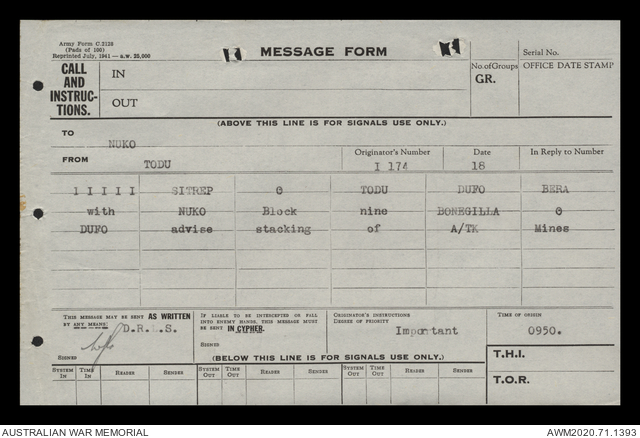 Army Form C.2128
(Pads of 100)
Reprinted July, 1941—s.w. 25,000
MESSAGE FORM
Serial No.
CALL AND INSTRUC-TIONS.
IN
OUT
No. of Groups
GR.
OFFICE DATE STAMP
(ABOVE THIS LINE IS FOR SIGNALS USE ONLY.)
TO
NUKO
FROM
TODU
Originator's Number
I 174
Date
18
In Reply to Number
1 I I I I SITREP @ TODU DUFO BERA
with NUKO Block nine BONEGILLA @
DUFO advise stacking of A/TK Mines
THIS MESSAGE MAY BE SENT AS WRITTEN
BY ANY MEANS.
D.R.L.S.
SIGNED
IF LIABLE TO BE INTERCEPTED OR FALL
INTO ENEMY HANDS, THIS MESSAGE MUST
BE SENT IN CYPHER.
SIGNED
ORIGINATOR'S INSTRUCTIONS
DEGREE OF PRIORITY
Important
TIME OF ORIGIN
0950.
(BELOW THIS LINE IS FOR SIGNALS USE ONLY.)
T.H.I.
T.O.R.
SYSTEM IN TIME IN READER SENDER SYSTEM OUT TIME OUT READER SENDER SYSTEM OUT TIME OUT READER SENDER
AUSTRALIAN WAR MEMORIAL
AWM2020.71.1393